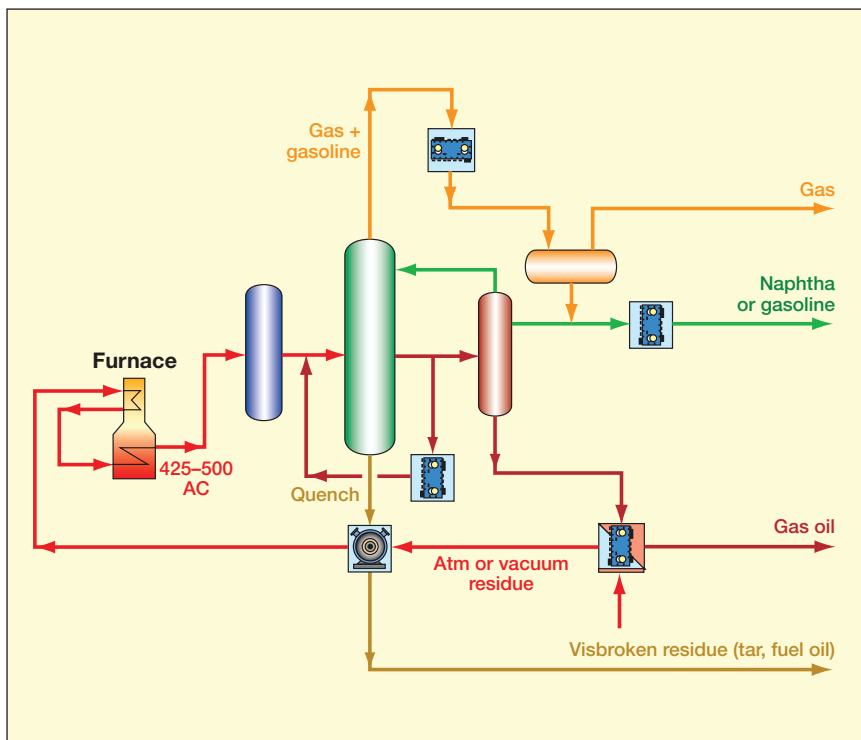 Gas +
gasoline
Gas
Naphtha
or gasoline
Furnace
425–500
AC
Quench
Gas oil
Atm or vacuum
residue
Visbroken residue (tar, fuel oil)